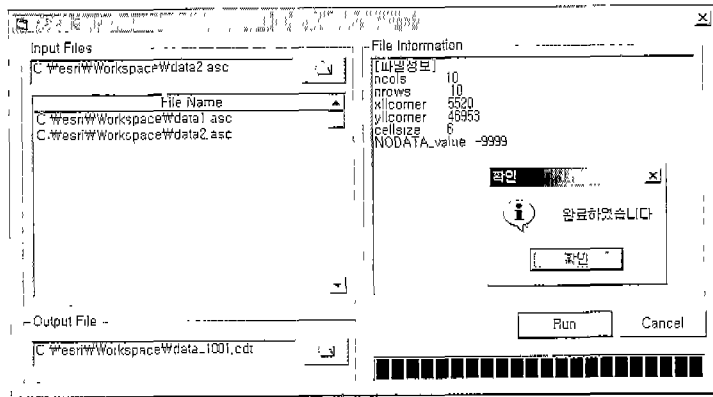 Input Files
C:₩esri₩Workspace₩data2.asc
File Name
C:₩esri₩Workspace₩data1.asc
C:₩esri₩Workspace₩data2.asc
Output File
C:₩esri₩Workspace₩data_1001.cdt
File Information
[파일정보]
ncols 10
nrows 10
xllcorner 5520
yllcorner 46953
cellsize 6
NODATA_value -9999
확인
완료하였습니다
확인
Run
Cancel